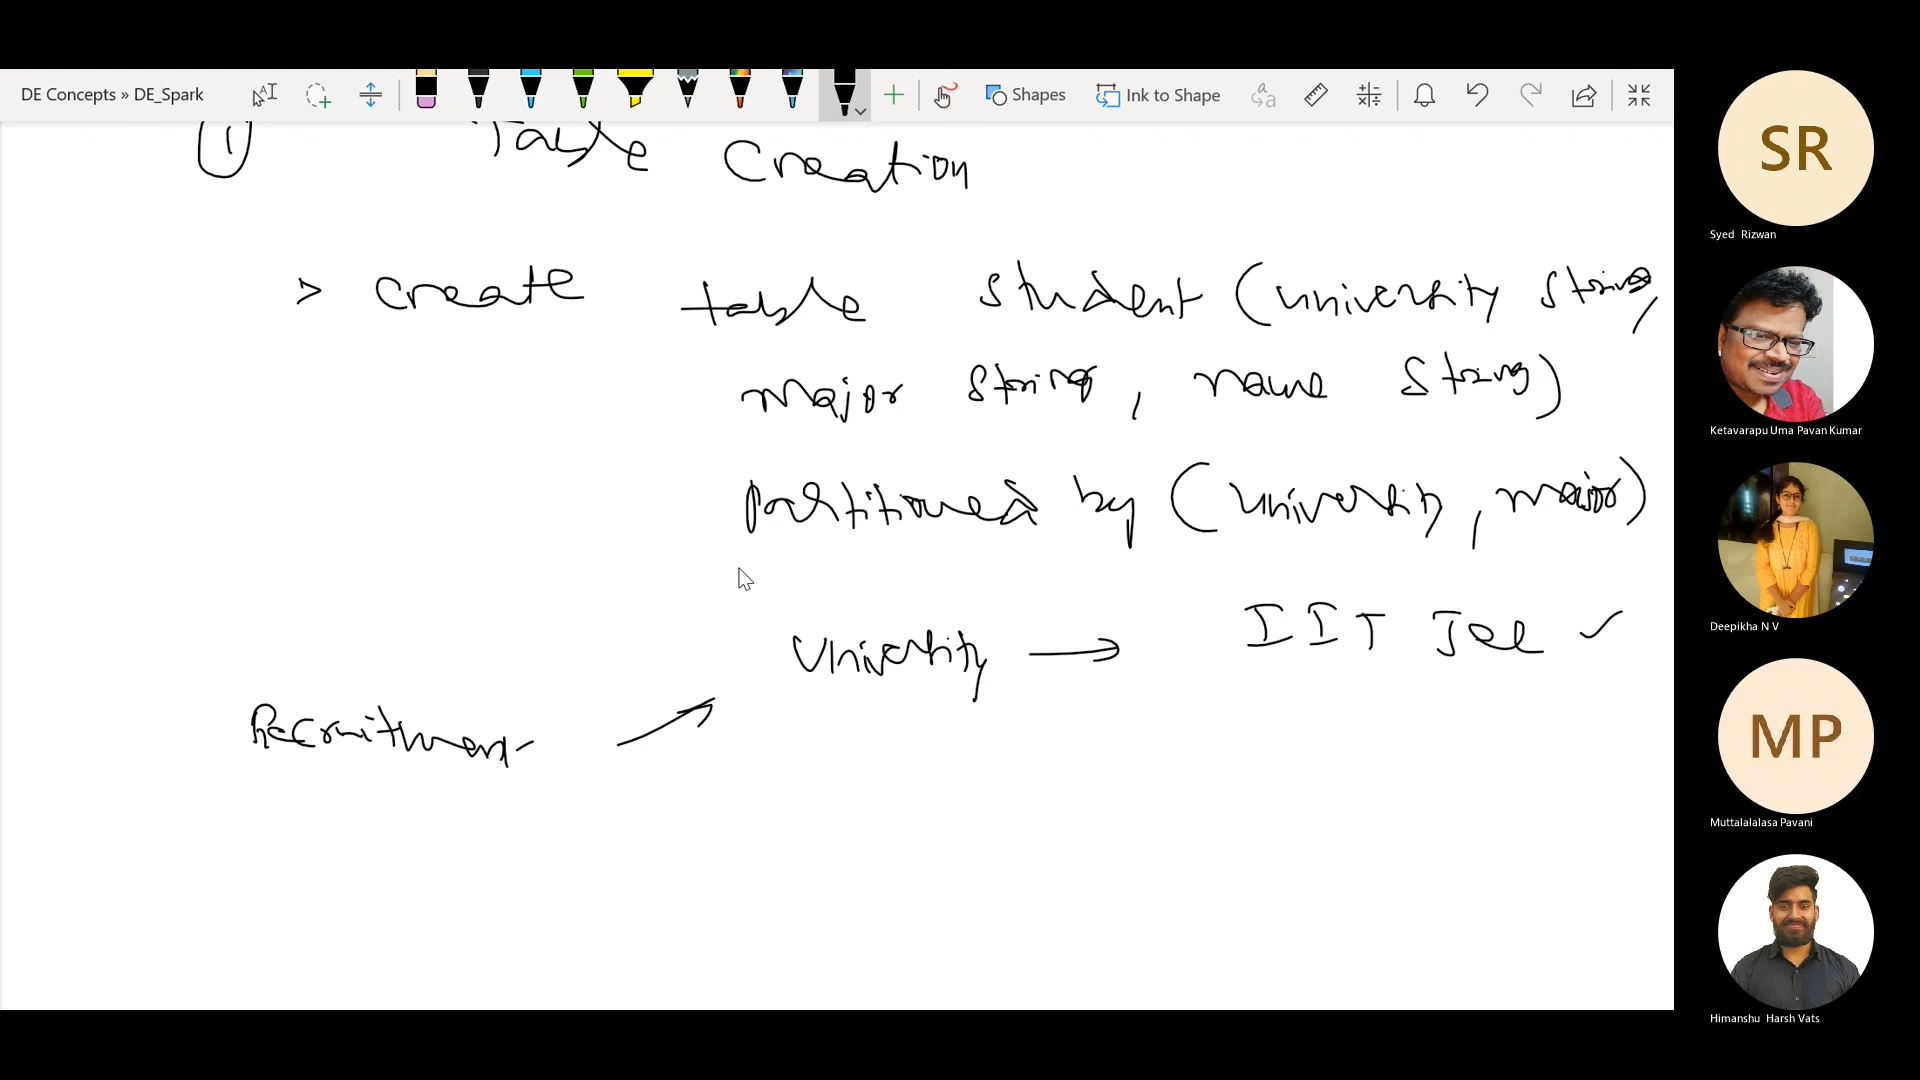 DE Concepts » DE_Spark
Shapes
Ink to Shape
1 Table Creation
> Create table student (university string,
major string, name string)
partitioned by (university, major)
University → IIT Jee ✓
Recruitment
SR
Syed Rizwan
Ketavarapu Uma Pavan Kumar
Deepikha N V
MP
Muttalalalasa Pavani
Himanshu Harsh Vats